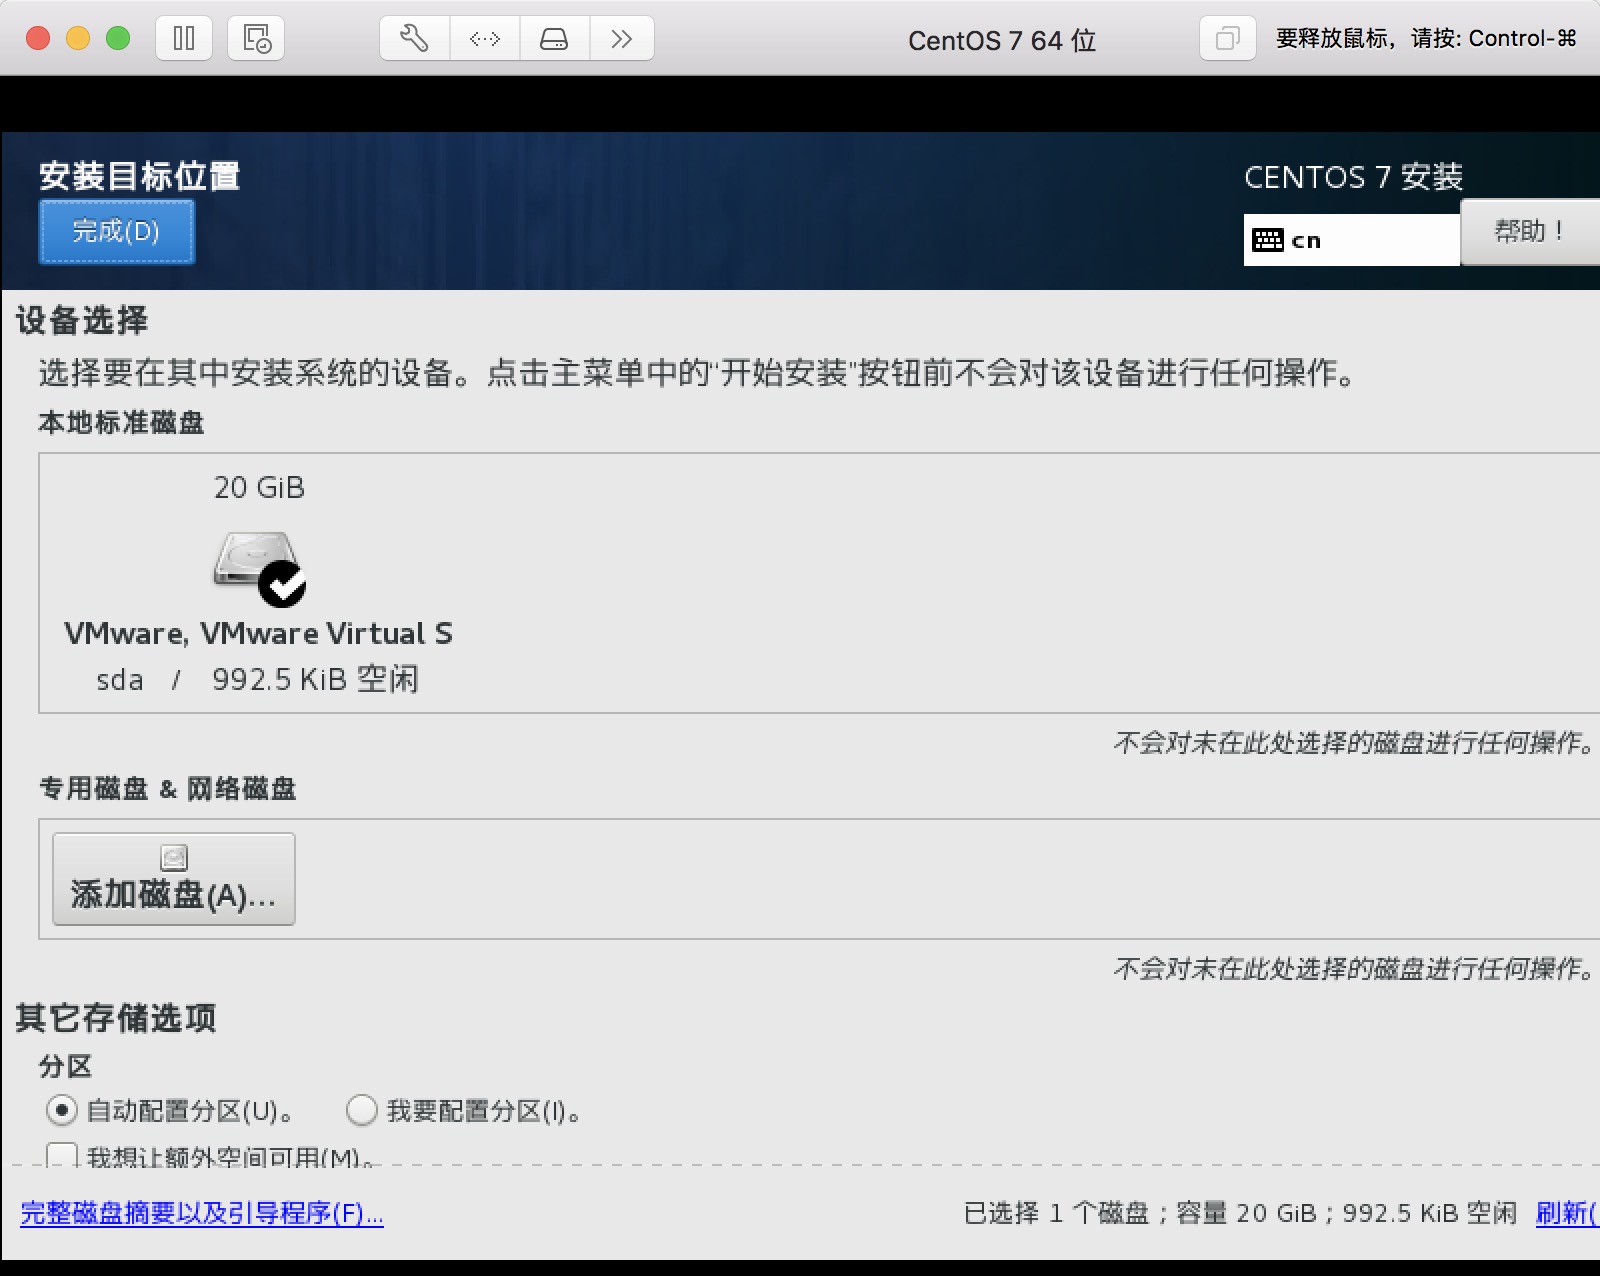 CentOS 7 64 位
要释放鼠标，请按: Control-⌘
安装目标位置
CENTOS 7 安装
完成(D)
cn
帮助！
设备选择
选择要在其中安装系统的设备。点击主菜单中的“开始安装”按钮前不会对该设备进行任何操作。
本地标准磁盘
20 GiB
VMware, VMware Virtual S
sda / 992.5 KiB 空闲
不会对未在此处选择的磁盘进行任何操作。
专用磁盘 & 网络磁盘
添加磁盘(A)...
不会对未在此处选择的磁盘进行任何操作。
其它存储选项
分区
自动配置分区(U)。 我要配置分区(I)。
我想让额外空间可用(M)。
完整磁盘摘要以及引导程序(F)... 已选择 1 个磁盘；容量 20 GiB；992.5 KiB 空闲 刷新(